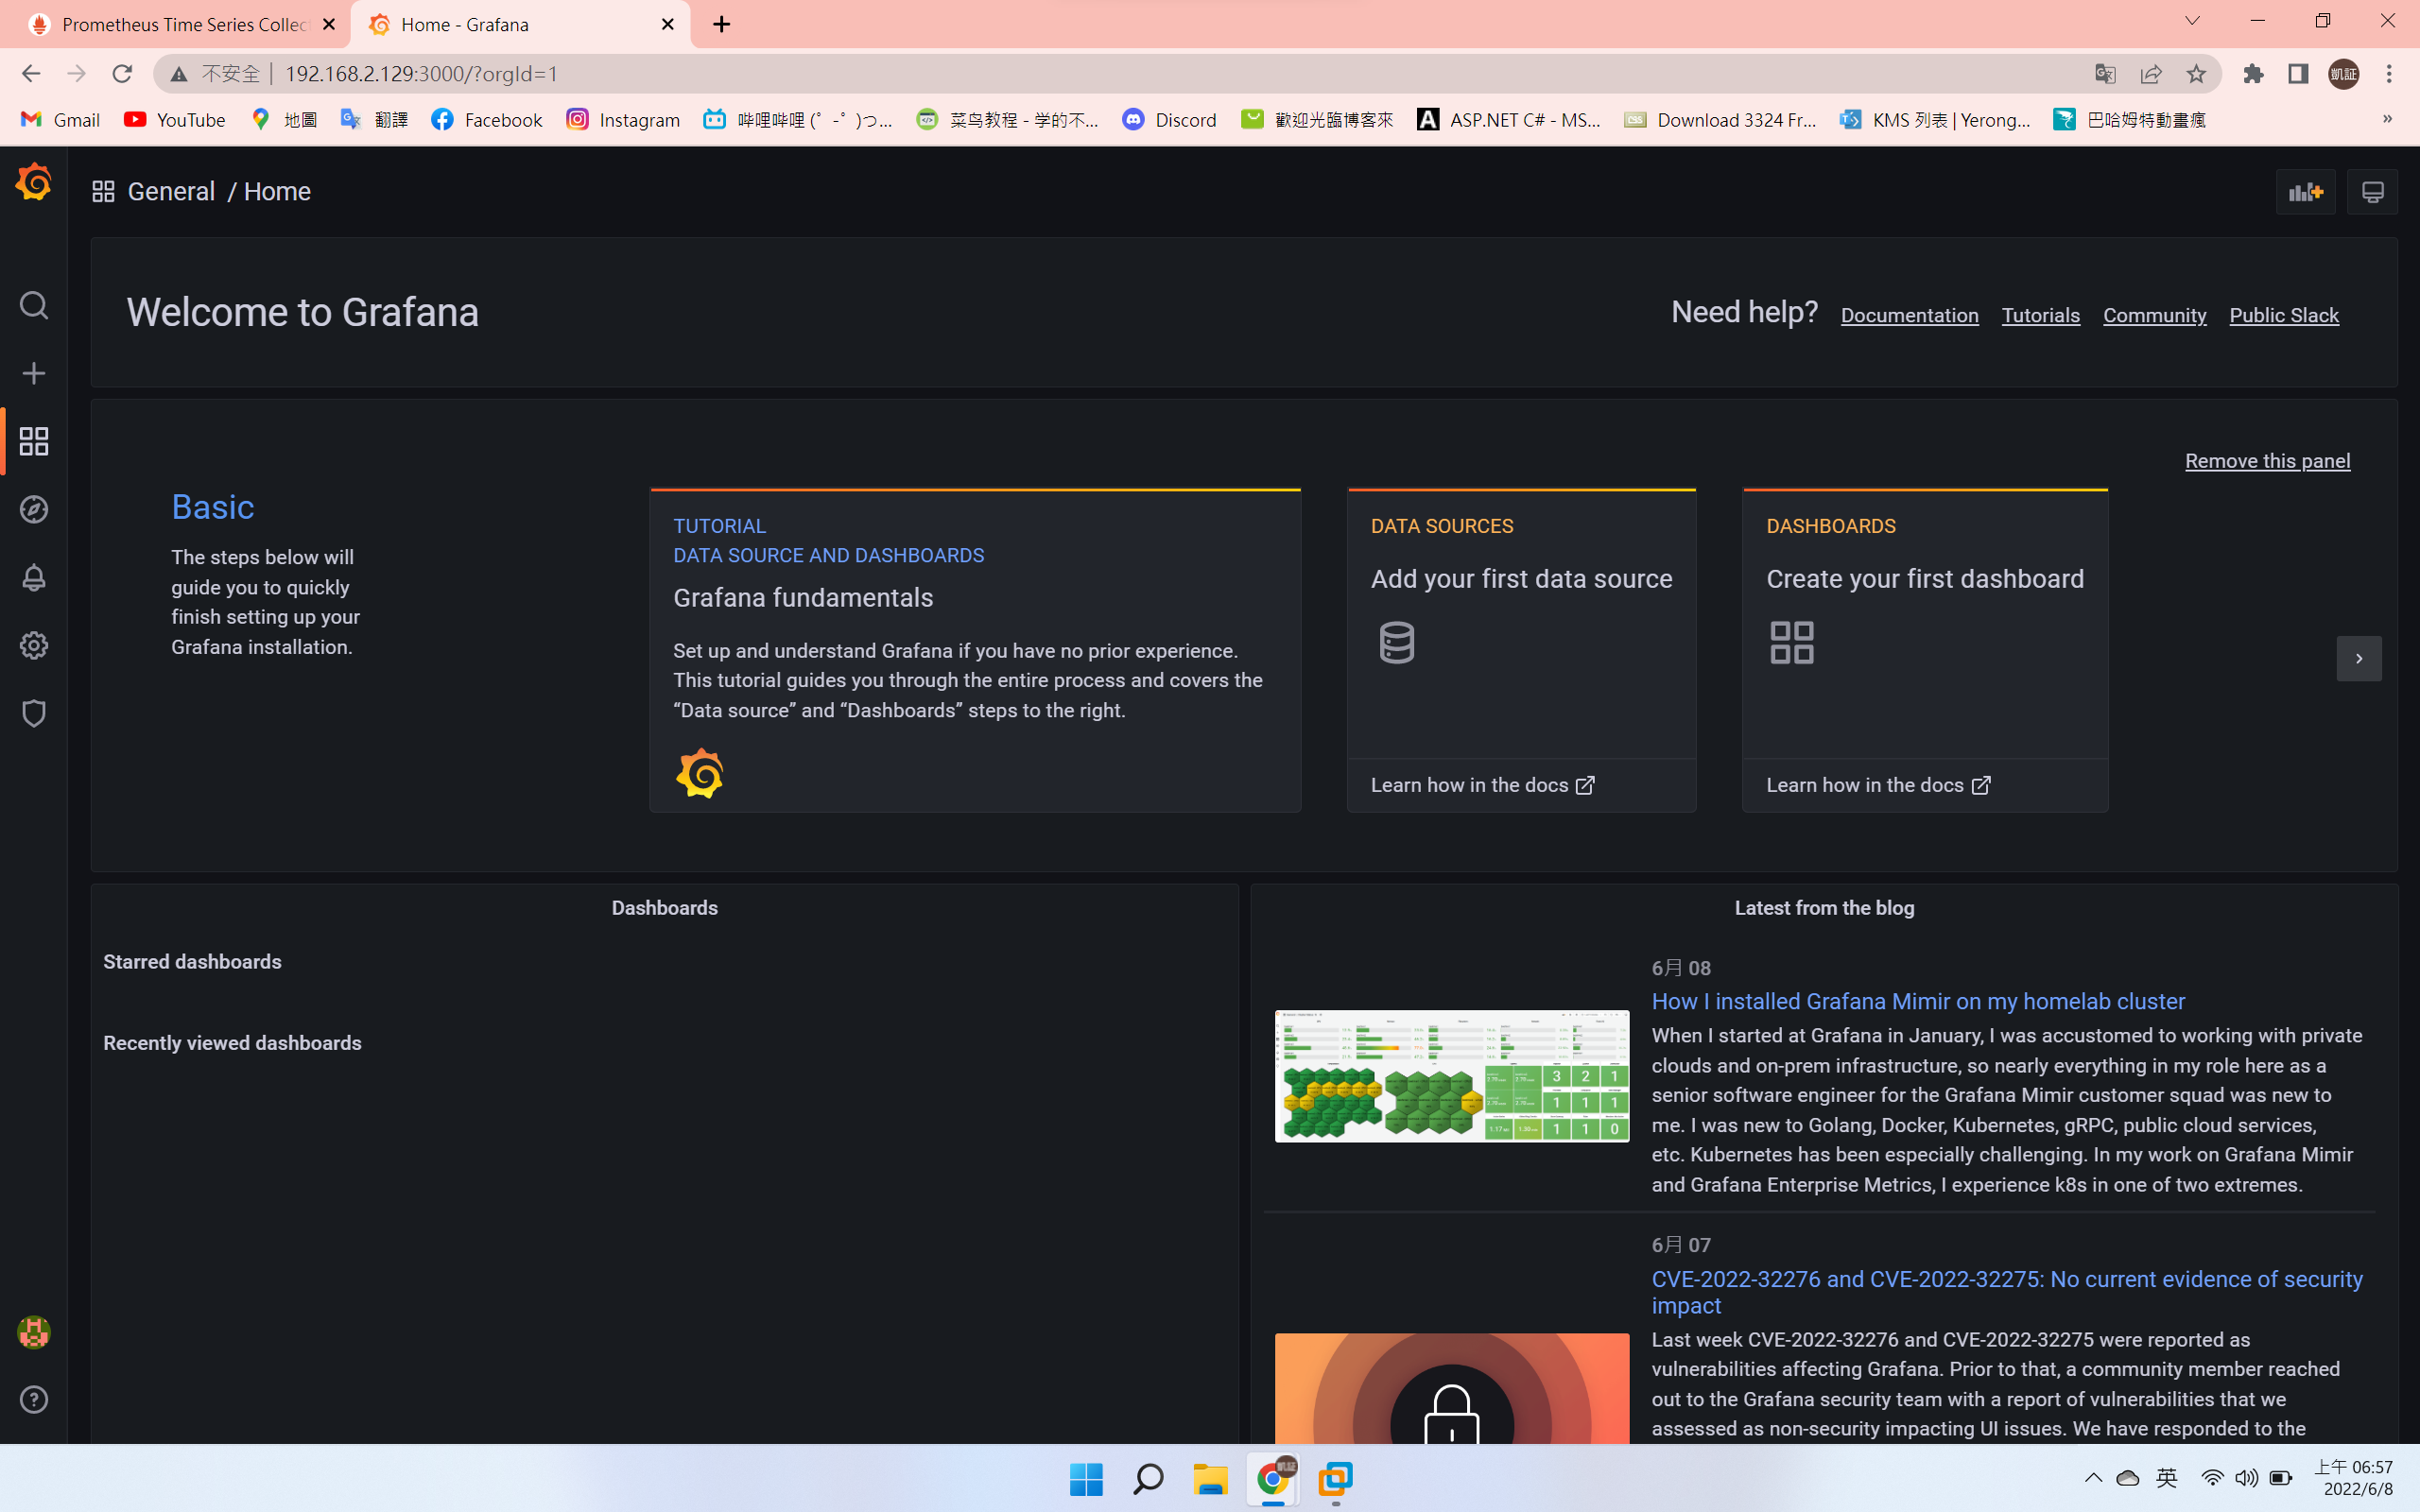 Prometheus Time Series Collec
Home - Grafana
不安全 192.168.2.129:3000/?orgId=1
凱証
Gmail YouTube 地圖 翻譯 Facebook Instagram 哔哩哔哩 (゜-゜)つ... 菜鸟教程 - 学的不... Discord 歡迎光臨博客來 ASP.NET C# - MS... Download 3324 Fr... KMS 列表 | Yerong... 巴哈姆特動畫瘋 »
General / Home
Welcome to Grafana
Need help? Documentation Tutorials Community Public Slack
Remove this panel
Basic
The steps below will
guide you to quickly
finish setting up your
Grafana installation.
TUTORIAL
DATA SOURCE AND DASHBOARDS
Grafana fundamentals
Set up and understand Grafana if you have no prior experience.
This tutorial guides you through the entire process and covers the
“Data source” and “Dashboards” steps to the right.
DATA SOURCES
Add your first data source
Learn how in the docs
DASHBOARDS
Create your first dashboard
Learn how in the docs
Dashboards
Starred dashboards
Recently viewed dashboards
Latest from the blog
6月 08
How I installed Grafana Mimir on my homelab cluster
When I started at Grafana in January, I was accustomed to working with private
clouds and on-prem infrastructure, so nearly everything in my role here as a
senior software engineer for the Grafana Mimir customer squad was new to
me. I was new to Golang, Docker, Kubernetes, gRPC, public cloud services,
etc. Kubernetes has been especially challenging. In my work on Grafana Mimir
and Grafana Enterprise Metrics, I experience k8s in one of two extremes.
3 2 1
1 1 1
1 1 0
6月 07
CVE-2022-32276 and CVE-2022-32275: No current evidence of security
impact
Last week CVE-2022-32276 and CVE-2022-32275 were reported as
vulnerabilities affecting Grafana. Prior to that, a community member reached
out to the Grafana security team with a report of vulnerabilities that we
assessed as non-security impacting UI issues. We have responded to the
英
上午 06:57
2022/6/8